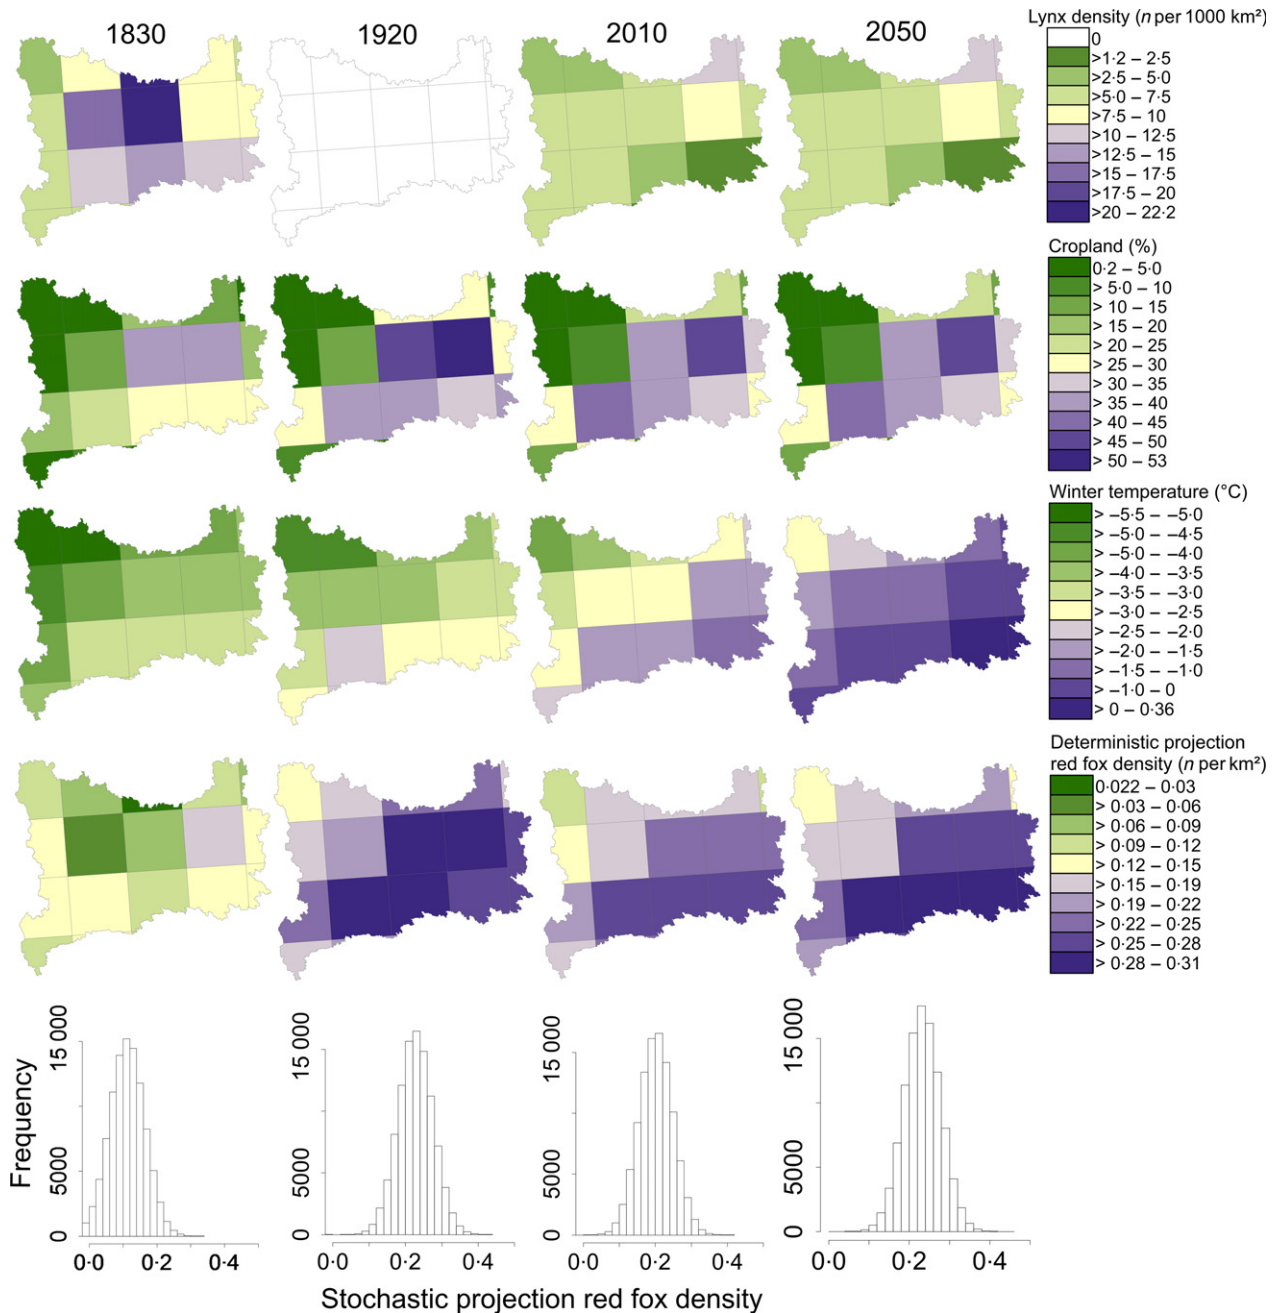 1830
1920
2010
2050
Lynx density (n per 1000 km²)
0
>1·2 – 2·5
>2·5 – 5·0
>5·0 – 7·5
>7·5 – 10
>10 – 12·5
>12·5 – 15
>15 – 17·5
>17·5 – 20
>20 – 22·2
Cropland (%)
0·2 – 5·0
> 5·0 – 10
> 10 – 15
> 15 – 20
> 20 – 25
> 25 – 30
> 30 – 35
> 35 – 40
> 40 – 45
> 45 – 50
> 50 – 53
Winter temperature (°C)
> –5·5 – –5·0
> –5·0 – –4·5
> –5·0 – –4·0
> –4·0 – –3·5
> –3·5 – –3·0
> –3·0 – –2·5
> –2·5 – –2·0
> –2·0 – –1·5
> –1·5 – –1·0
> –1·0 – 0
> 0 – 0·36
Deterministic projection
red fox density (n per km²)
0·022 – 0·03
> 0·03 – 0·06
> 0·06 – 0·09
> 0·09 – 0·12
> 0·12 – 0·15
> 0·15 – 0·19
> 0·19 – 0·22
> 0·22 – 0·25
> 0·25 – 0·28
> 0·28 – 0·31
Frequency
15 000
5000
0
0·0 0·2 0·4
15 000
5000
0
0·0 0·2 0·4
15 000
5000
0
0·0 0·2 0·4
15 000
5000
0
0·0 0·2 0·4
Stochastic projection red fox density